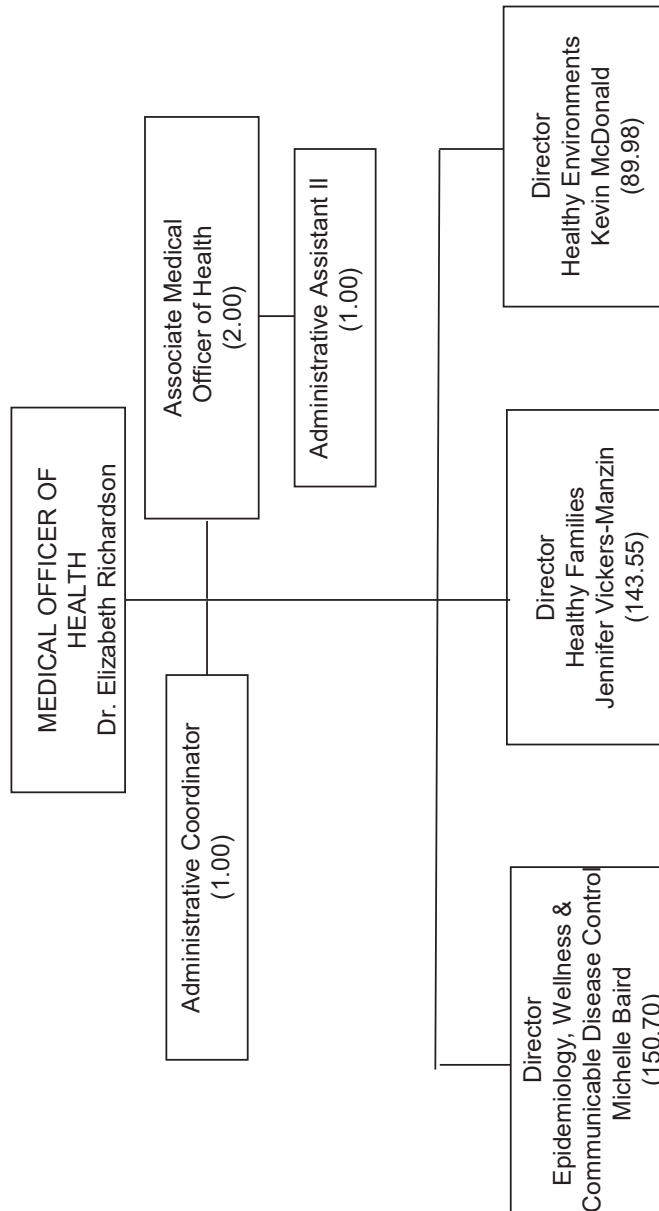 MEDICAL OFFICER OF
HEALTH
Dr. Elizabeth Richardson
Administrative Coordinator
(1.00)
Associate Medical
Officer of Health
(2.00)
Administrative Assistant II
(1.00)
Director
Epidemiology, Wellness &
Communicable Disease Control
Michelle Baird
(150.70)
Director
Healthy Families
Jennifer Vickers-Manzin
(143.55)
Director
Healthy Environments
Kevin McDonald
(89.98)